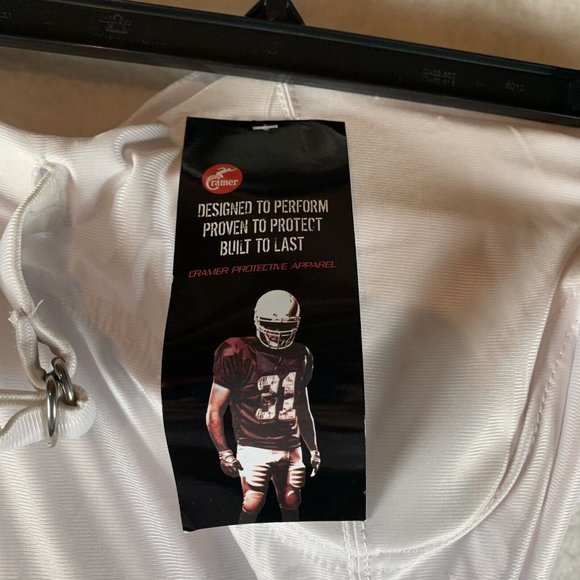 Cramer
DESIGNED TO PERFORM
PROVEN TO PROTECT
BUILT TO LAST
CRAMER PROTECTIVE APPAREL
31